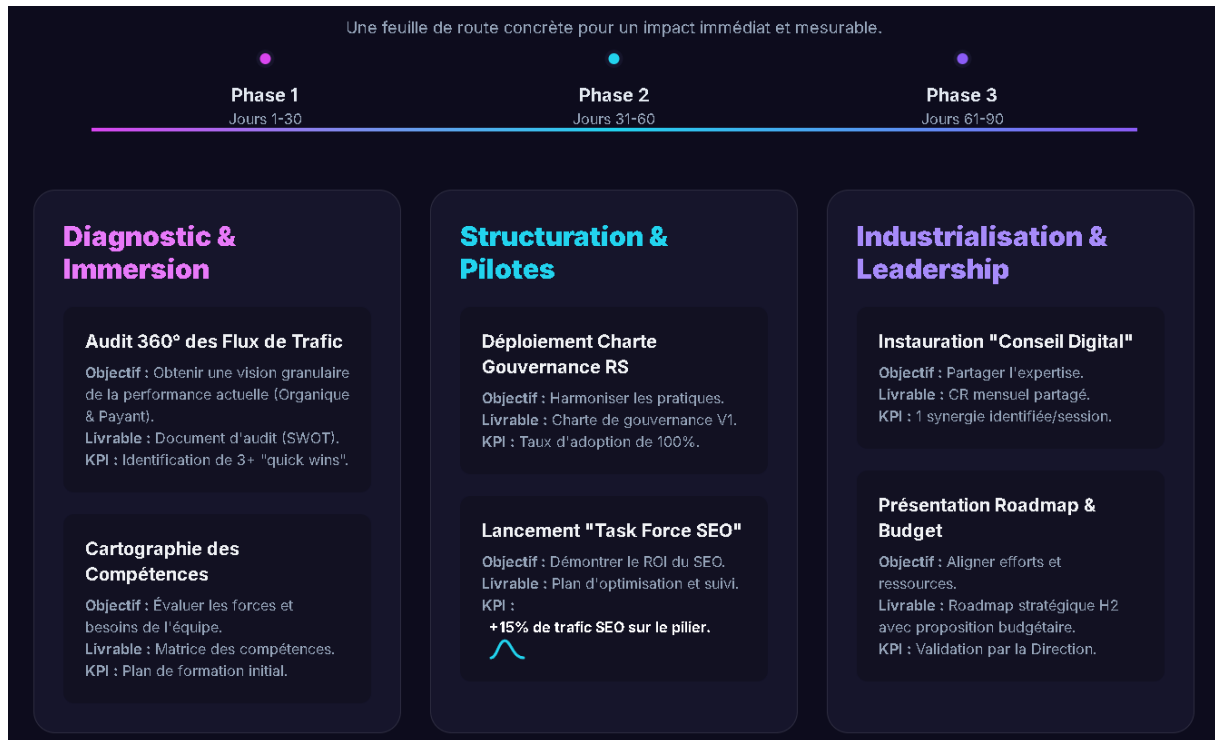 Une feuille de route concrète pour un impact immédiat et mesurable.
Phase 1
Jours 1-30
Phase 2
Jours 31-60
Phase 3
Jours 61-90
Diagnostic &
Immersion
Audit 360° des Flux de Trafic
Objectif : Obtenir une vision granulaire
de la performance actuelle (Organique
& Payant).
Livrable : Document d'audit (SWOT).
KPI : Identification de 3+ "quick wins".
Cartographie des
Compétences
Objectif : Évaluer les forces et
besoins de l'équipe.
Livrable : Matrice des compétences.
KPI : Plan de formation initial.
Structuration &
Pilotes
Déploiement Charte
Gouvernance RS
Objectif : Harmoniser les pratiques.
Livrable : Charte de gouvernance V1.
KPI : Taux d'adoption de 100%.
Lancement "Task Force SEO"
Objectif : Démontrer le ROI du SEO.
Livrable : Plan d'optimisation et suivi.
KPI :
+15% de trafic SEO sur le pilier.
Industrialisation &
Leadership
Instauration "Conseil Digital"
Objectif : Partager l'expertise.
Livrable : CR mensuel partagé.
KPI : 1 synergie identifiée/session.
Présentation Roadmap &
Budget
Objectif : Aligner efforts et
ressources.
Livrable : Roadmap stratégique H2
avec proposition budgétaire.
KPI : Validation par la Direction.